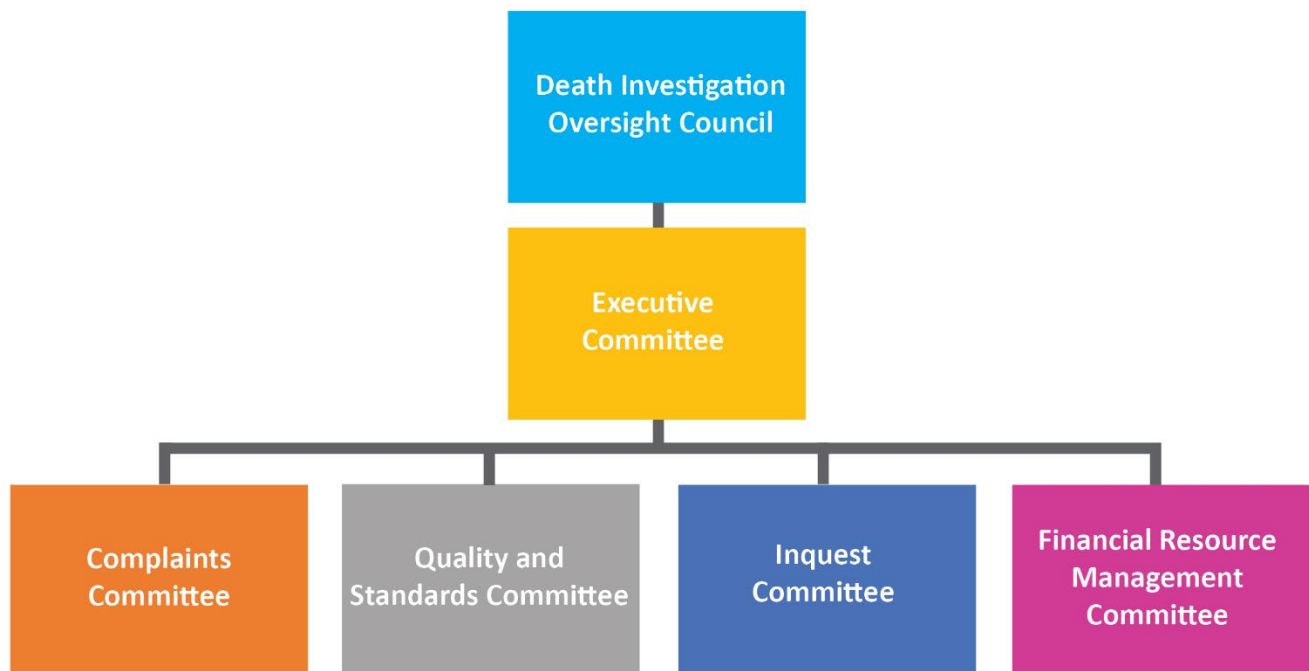 Death Investigation
Oversight Council
Executive
Committee
Complaints
Committee
Quality and
Standards Committee
Inquest
Committee
Financial Resource
Management
Committee